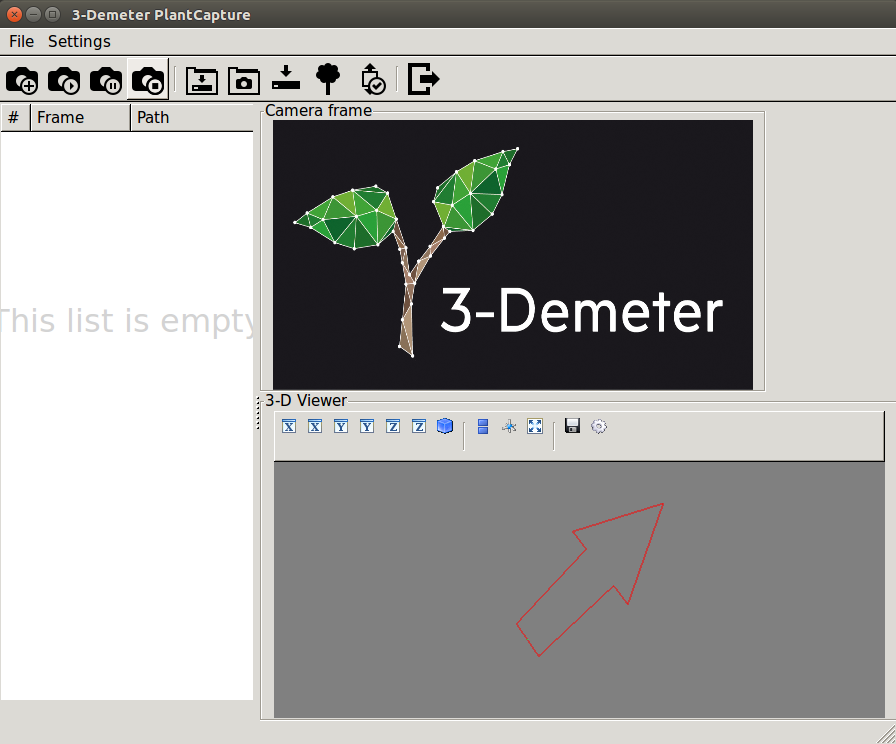 3-Demeter PlantCapture
File Settings
# Frame Path
Camera frame
This list is empty
3-Demeter
3-D Viewer
X X Y Y Z Z